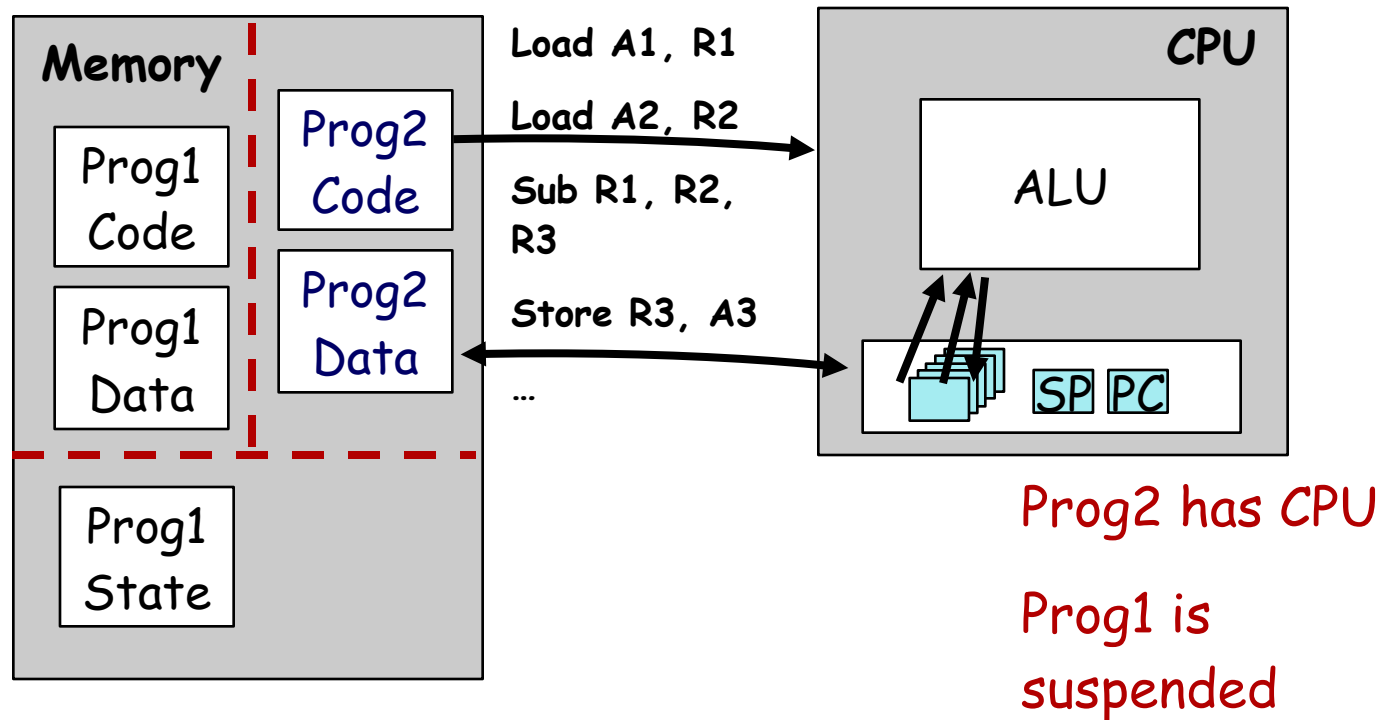 Memory
Prog1
Code
Prog1
Data
Prog2
Code
Prog2
Data
Prog1
State
Load A1, R1
Load A2, R2
Sub R1, R2,
R3
Store R3, A3
…
CPU
ALU
SP
PC
Prog2 has CPU
Prog1 is
suspended